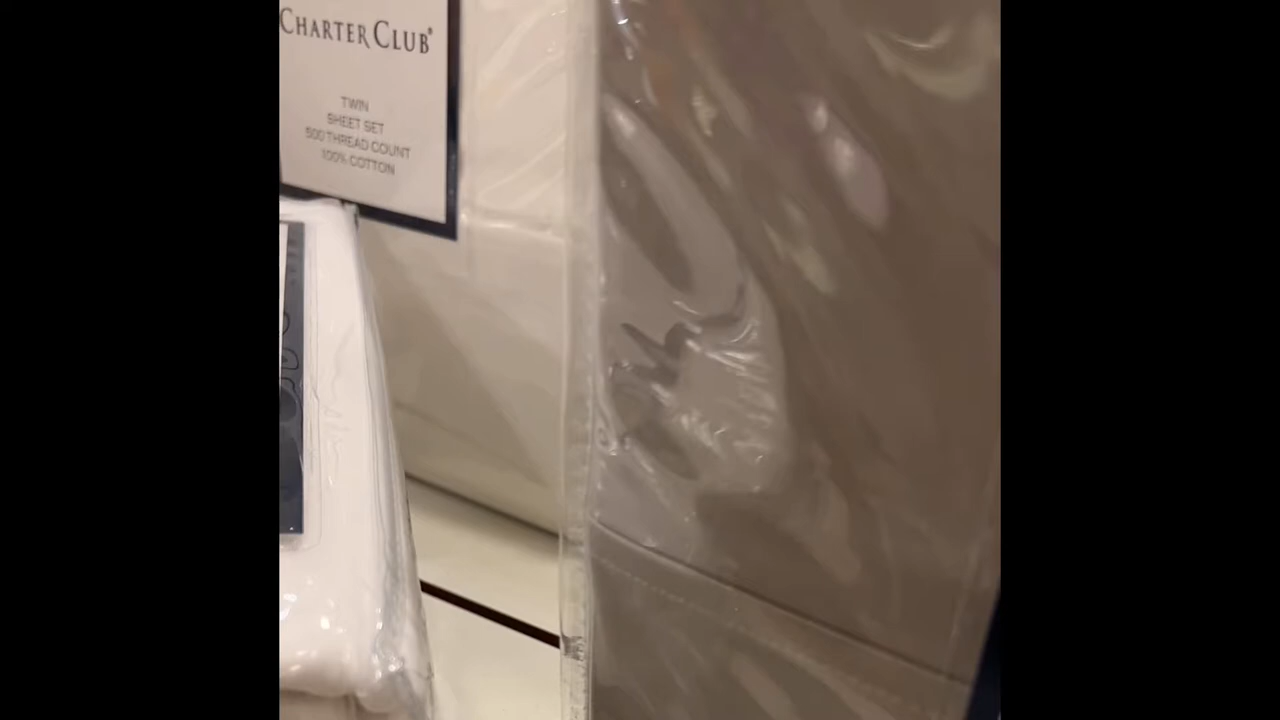 CHARTER CLUB®
TWIN
SHEET SET
500 THREAD COUNT
100% COTTON